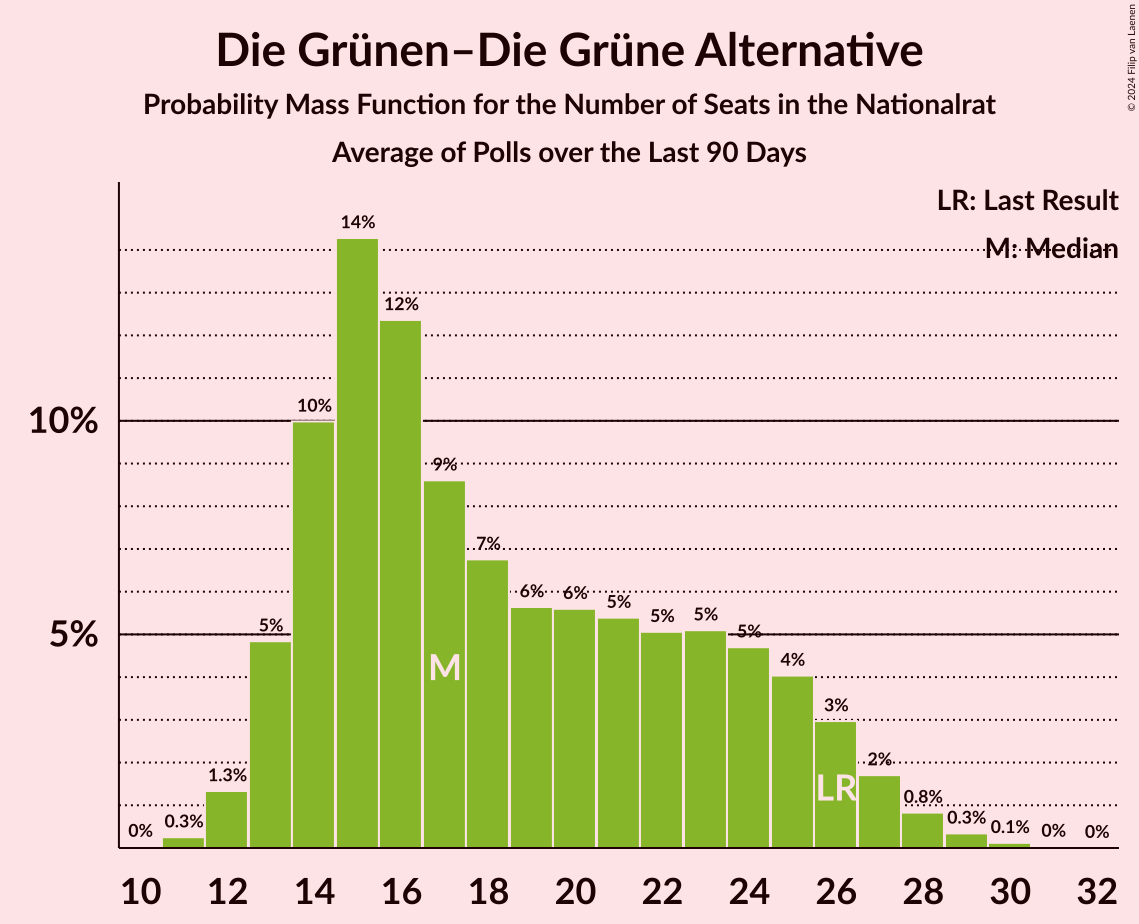 Die Grünen–Die Grüne Alternative
Probability Mass Function for the Number of Seats in the Nationalrat
Average of Polls over the Last 90 Days
© 2024 Filip van Laenen
LR: Last Result
M: Median
10%
5%
0%
0.3%
1.3%
5%
10%
14%
12%
9%
7%
6%
6%
5%
5%
5%
5%
4%
3%
2%
0.8%
0.3%
0.1%
0%
0%
M
LR
10 12 14 16 18 20 22 24 26 28 30 32